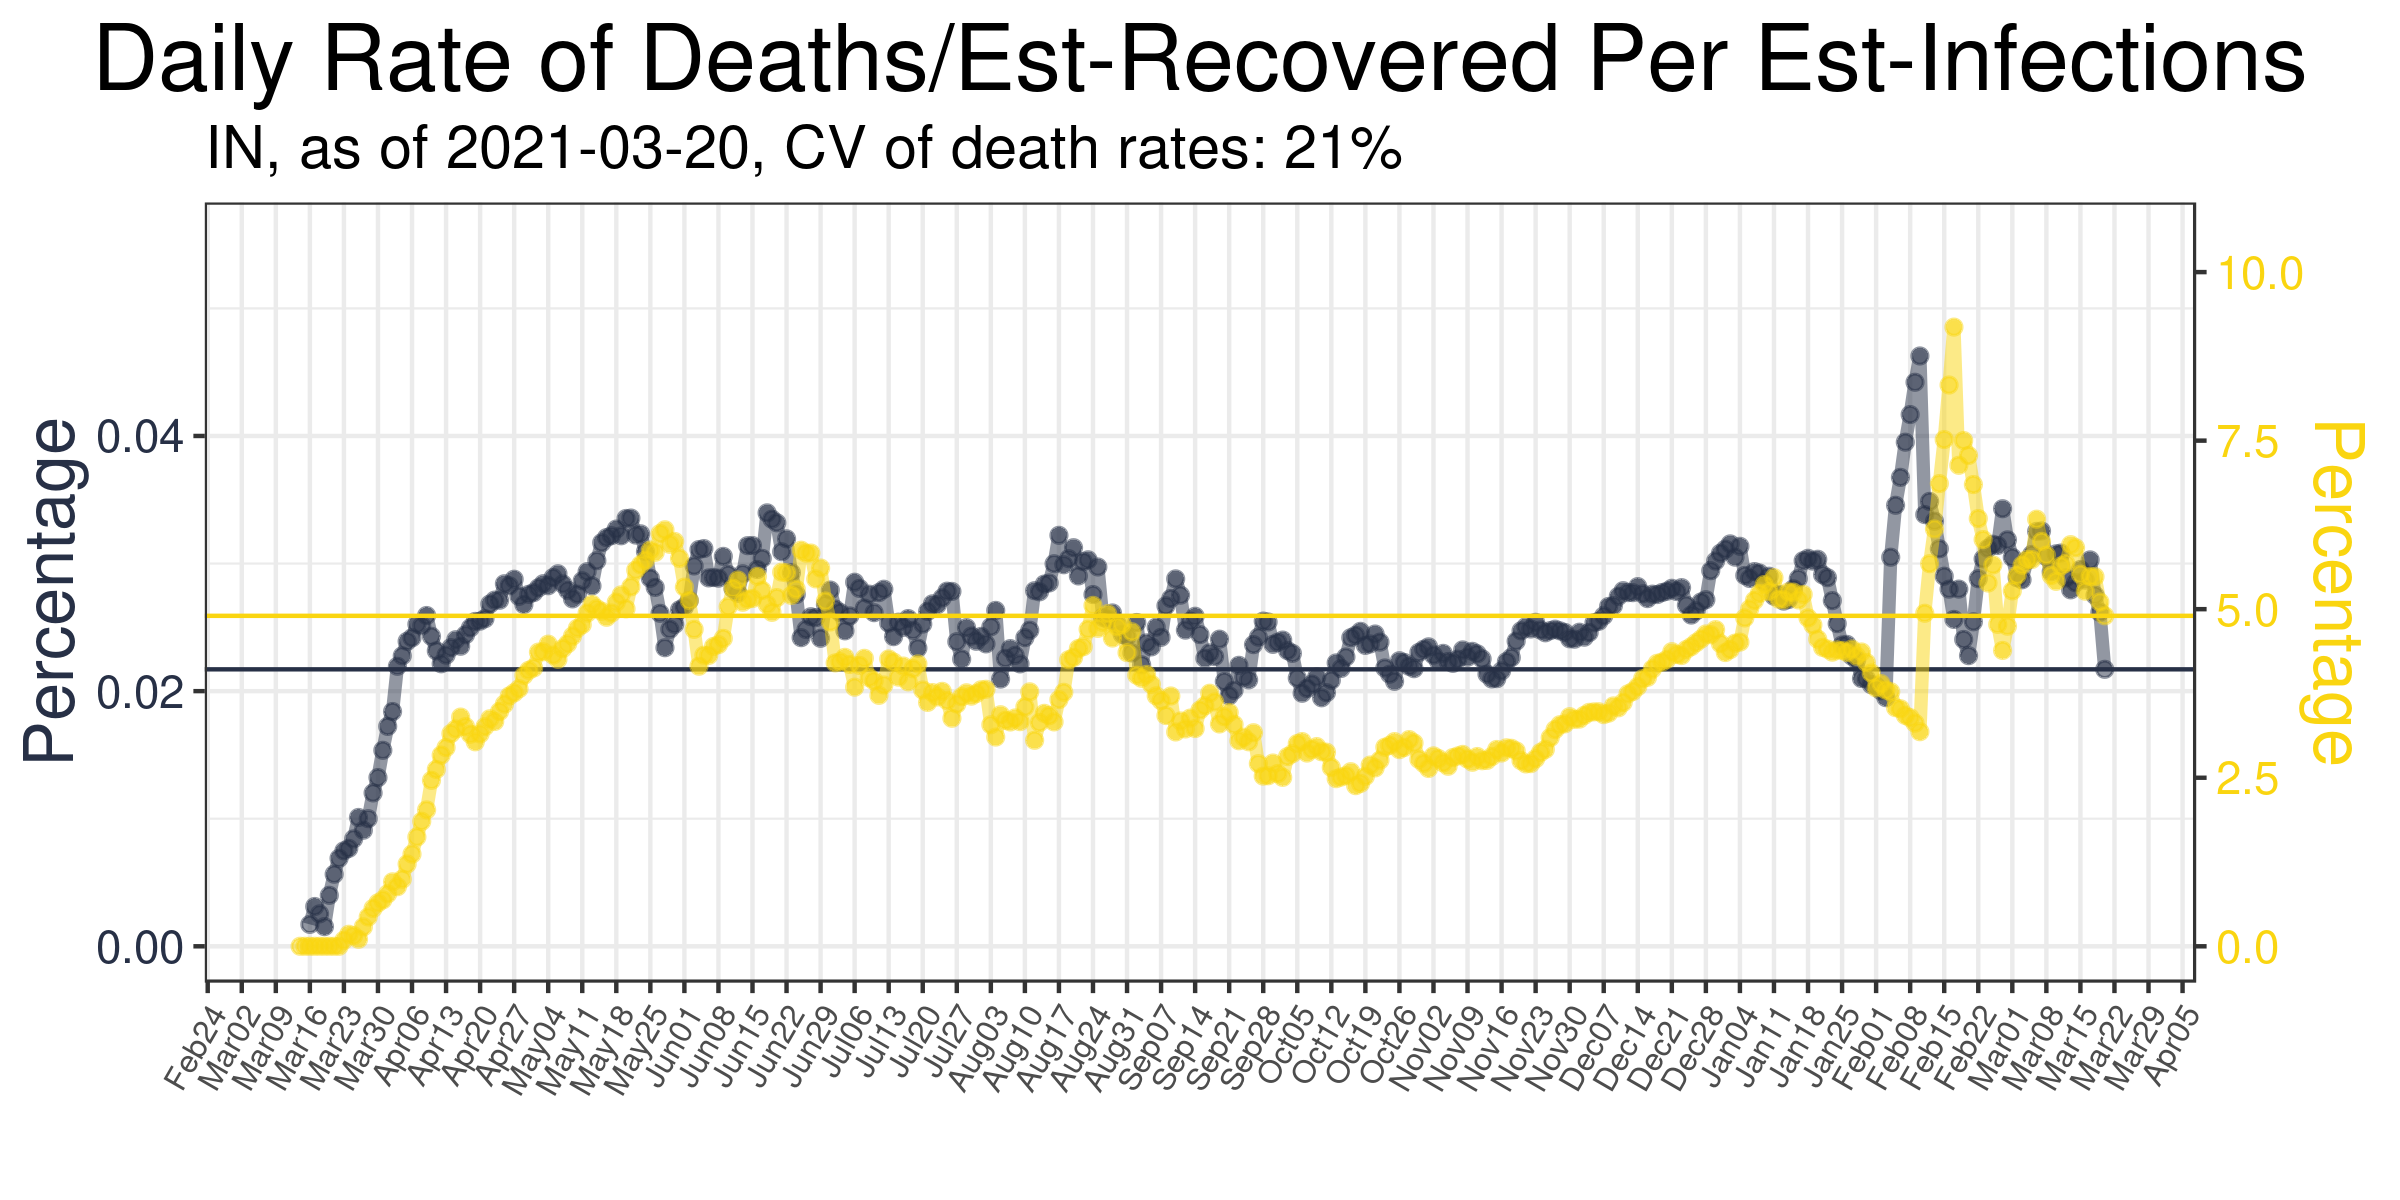 Daily Rate of Deaths/Est-Recovered Per Est-Infections
IN, as of 2021-03-20, CV of death rates: 21%
Percentage
0.04
0.02
0.00
10.0
7.5
5.0
2.5
0.0
Percentage
Feb24
Mar02
Mar09
Mar16
Mar23
Mar30
Apr06
Apr13
Apr20
Apr27
May04
May11
May18
May25
Jun01
Jun08
Jun15
Jun22
Jun29
Jul06
Jul13
Jul20
Jul27
Aug03
Aug10
Aug17
Aug24
Aug31
Sep07
Sep14
Sep21
Sep28
Oct05
Oct12
Oct19
Oct26
Nov02
Nov09
Nov16
Nov23
Nov30
Dec07
Dec14
Dec21
Dec28
Jan04
Jan11
Jan18
Jan25
Feb01
Feb08
Feb15
Feb22
Mar01
Mar08
Mar15
Mar22
Mar29
Apr05